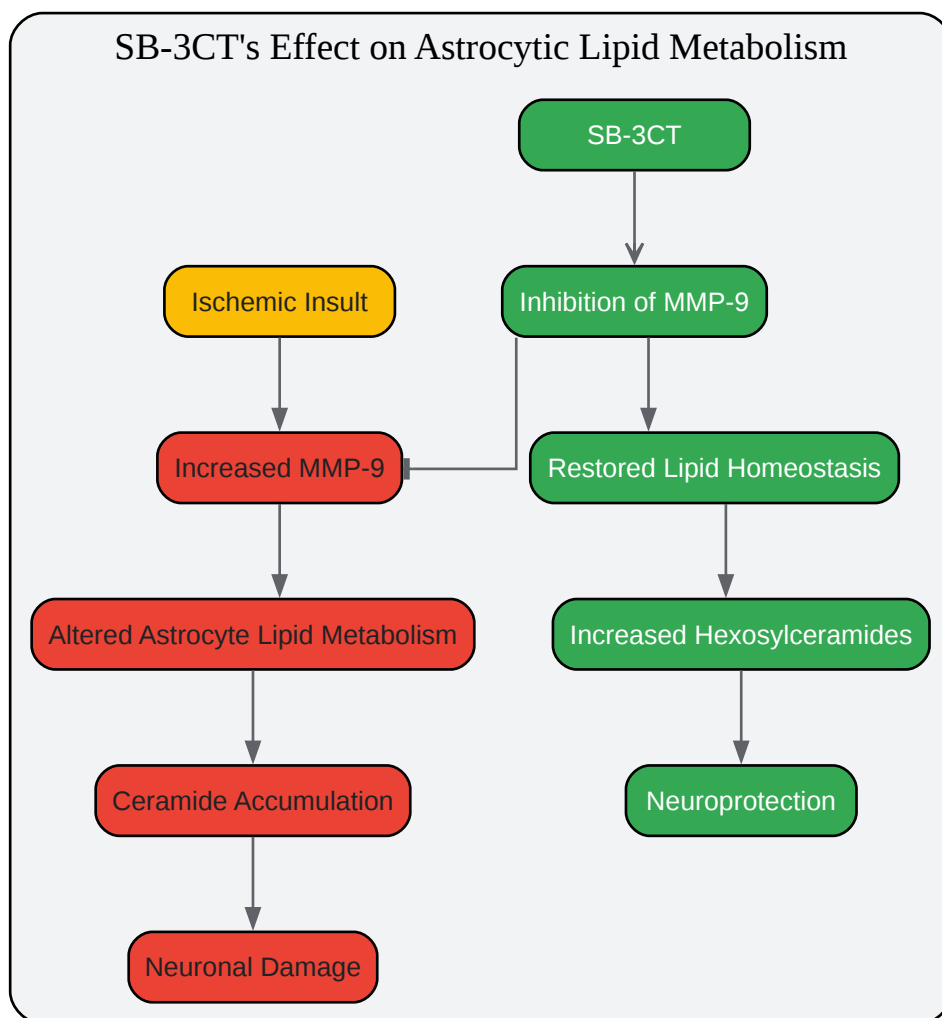 SB-3CT's Effect on Astrocytic Lipid Metabolism
SB-3CT
Ischemic Insult
Inhibition of MMP-9
Increased MMP-9
Restored Lipid Homeostasis
Altered Astrocyte Lipid Metabolism
Increased Hexosylceramides
Ceramide Accumulation
Neuroprotection
Neuronal Damage